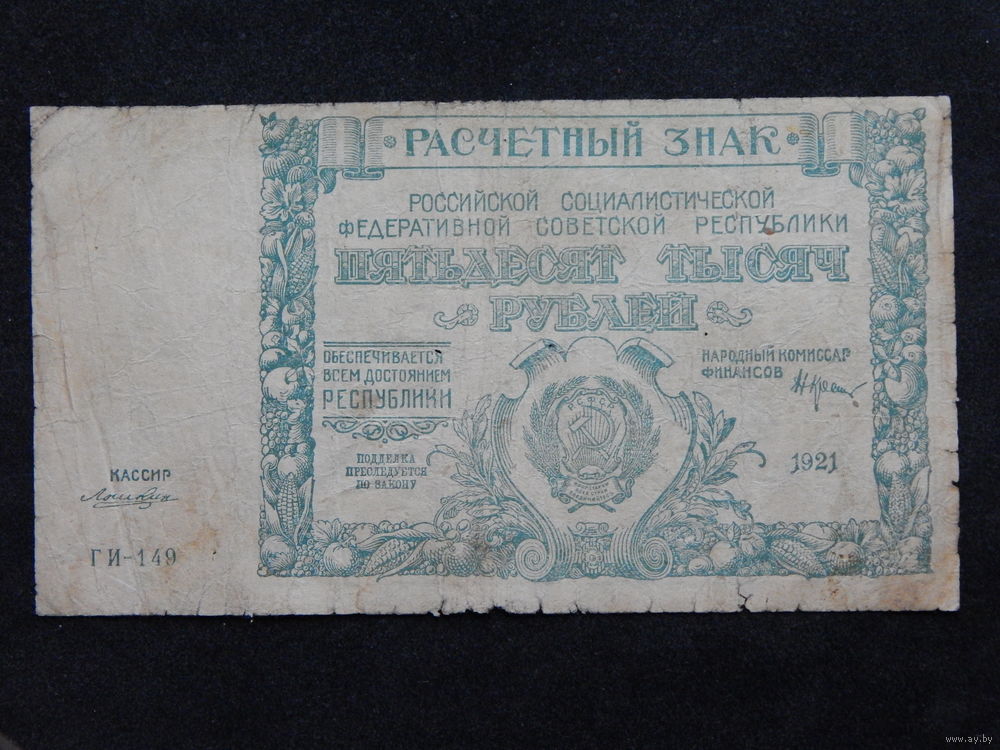 РАСЧЕТНЫЙ ЗНАК
РОССИЙСКОЙ СОЦИАЛИСТИЧЕСКОЙ
ФЕДЕРАТИВНОЙ СОВЕТСКОЙ РЕСПУБЛИКИ
ПЯТЬДЕСЯТ ТЫСЯЧ
РУБЛЕЙ
ОБЕСПЕЧИВАЕТСЯ
ВСЕМ ДОСТОЯНИЕМ
РЕСПУБЛИКИ
НАРОДНЫЙ КОМИССАР
ФИНАНСОВ
ПОДДЕЛКА
ПРЕСЛЕДУЕТСЯ
ПО ЗАКОНУ
1921
КАССИР
ГИ-149
www.ay.by